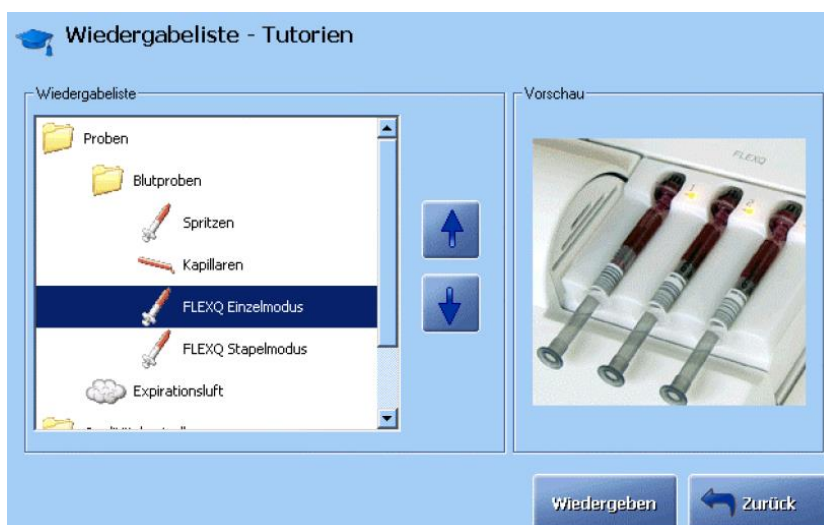 Wiedergabeliste - Tutorien
Wiedergabeliste
Proben
Blutproben
Spritzen
Kapillaren
FLEXQ Einzelmodus
FLEXQ Stapelmodus
Expirationsluft
Vorschau
FLEXQ
1
2
Wiedergeben
Zurück